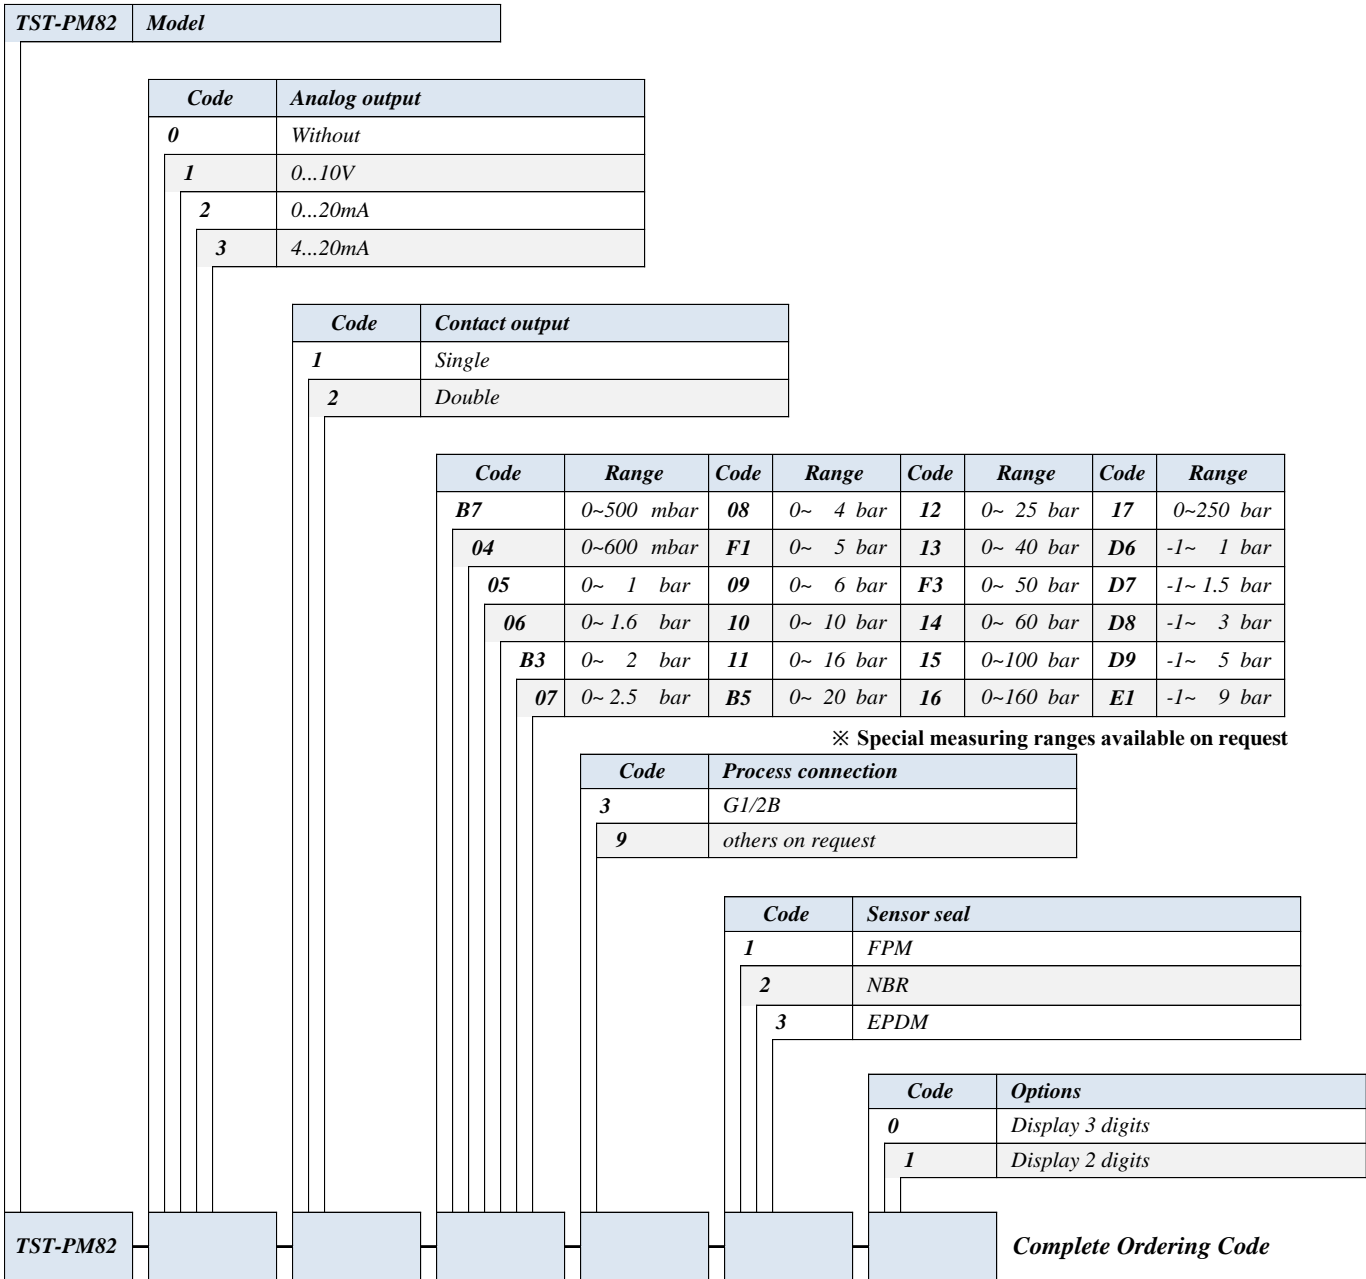 TST-PM82 Model
Code Analog output
0 Without
1 0...10V
2 0...20mA
3 4...20mA
Code Contact output
1 Single
2 Double
Code Range Code Range Code Range Code Range
B7 0~500 mbar 08 0~ 4 bar 12 0~ 25 bar 17 0~250 bar
04 0~600 mbar F1 0~ 5 bar 13 0~ 40 bar D6 -1~ 1 bar
05 0~ 1 bar 09 0~ 6 bar F3 0~ 50 bar D7 -1~ 1.5 bar
06 0~ 1.6 bar 10 0~ 10 bar 14 0~ 60 bar D8 -1~ 3 bar
B3 0~ 2 bar 11 0~ 16 bar 15 0~100 bar D9 -1~ 5 bar
07 0~ 2.5 bar B5 0~ 20 bar 16 0~160 bar E1 -1~ 9 bar
※ Special measuring ranges available on request
Code Process connection
3 G1/2B
9 others on request
Code Sensor seal
1 FPM
2 NBR
3 EPDM
Code Options
0 Display 3 digits
1 Display 2 digits
TST-PM82 Complete Ordering Code